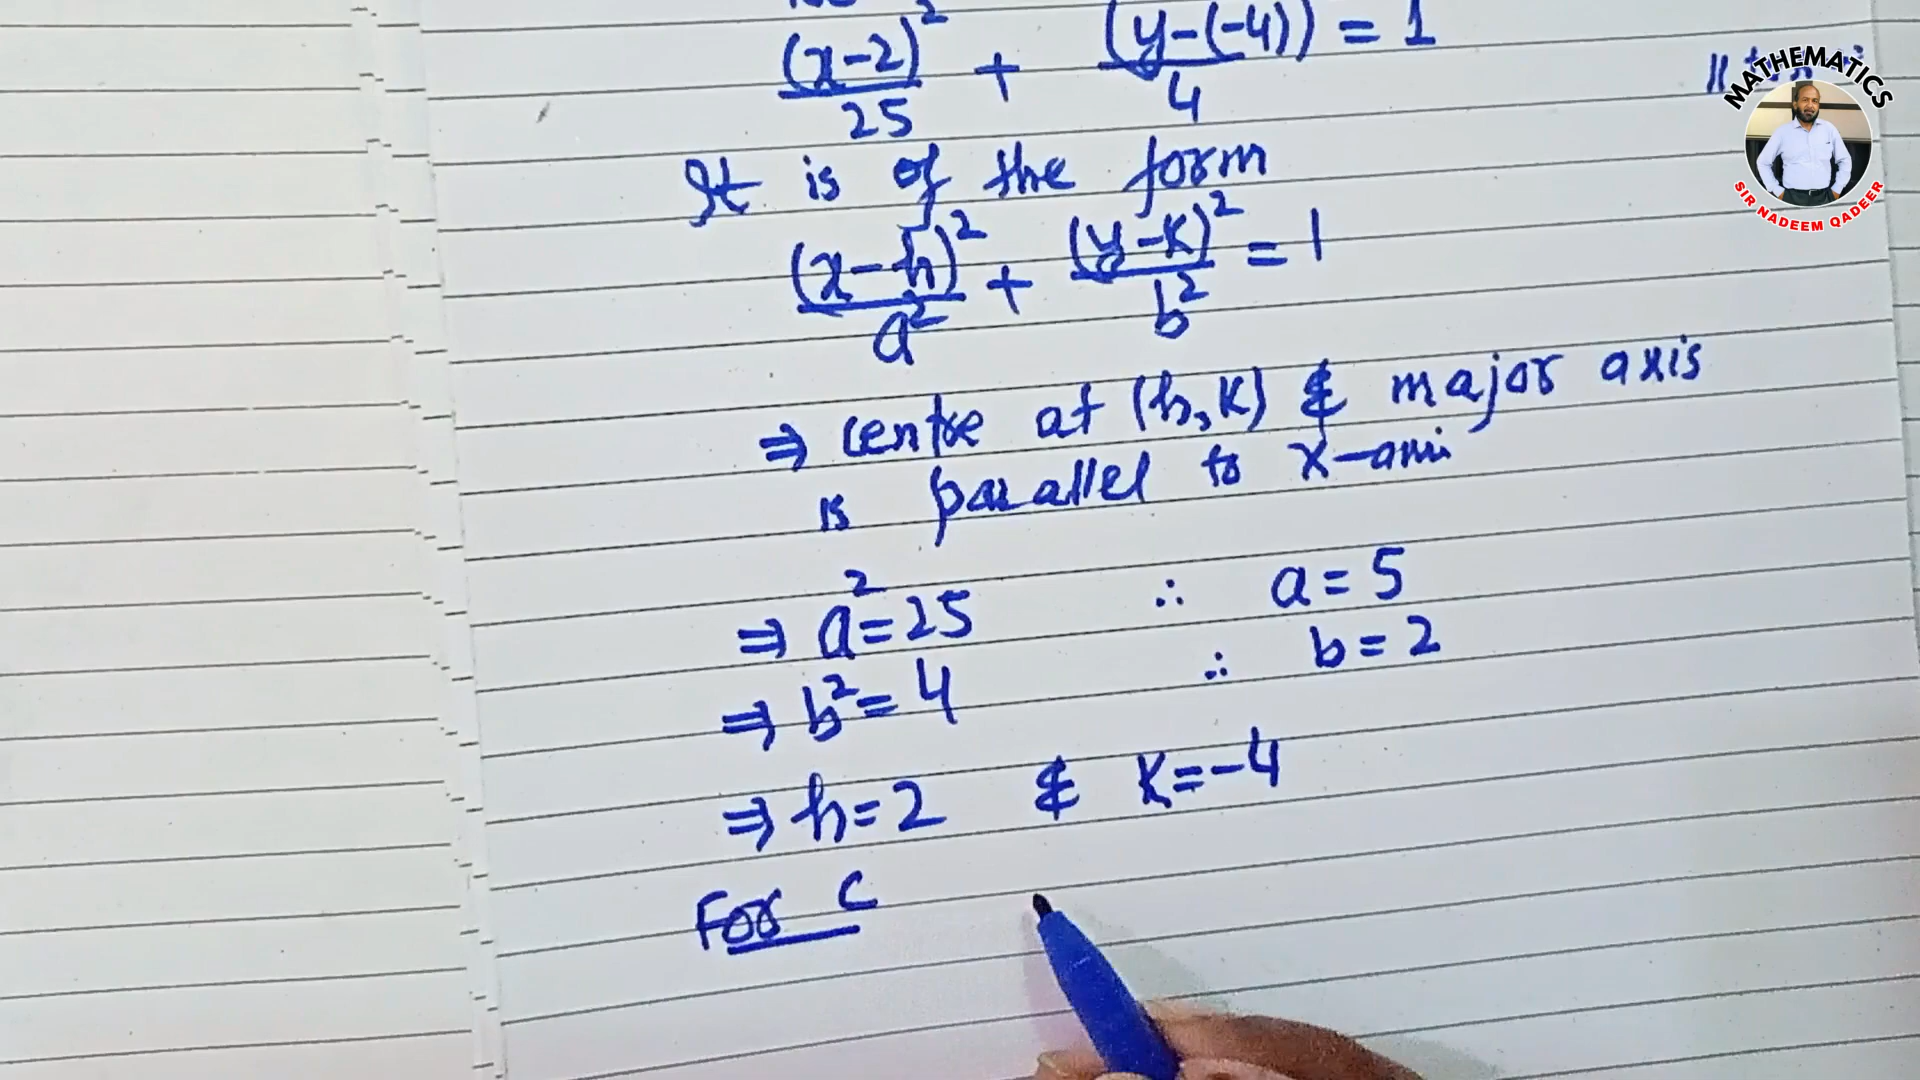 (x-2)² + (y-(-4)) = 1
25 4
It is of the form
(x-h)² + (y-k)² = 1
a² b²
⇒ centre at (h,k) & major axis
is parallel to x-axis
⇒ a²=25 ∴ a=5
⇒ b²=4 ∴ b=2
⇒ h=2 & k=-4
For c
MATHEMATICS
SIR NADEEM QADEER